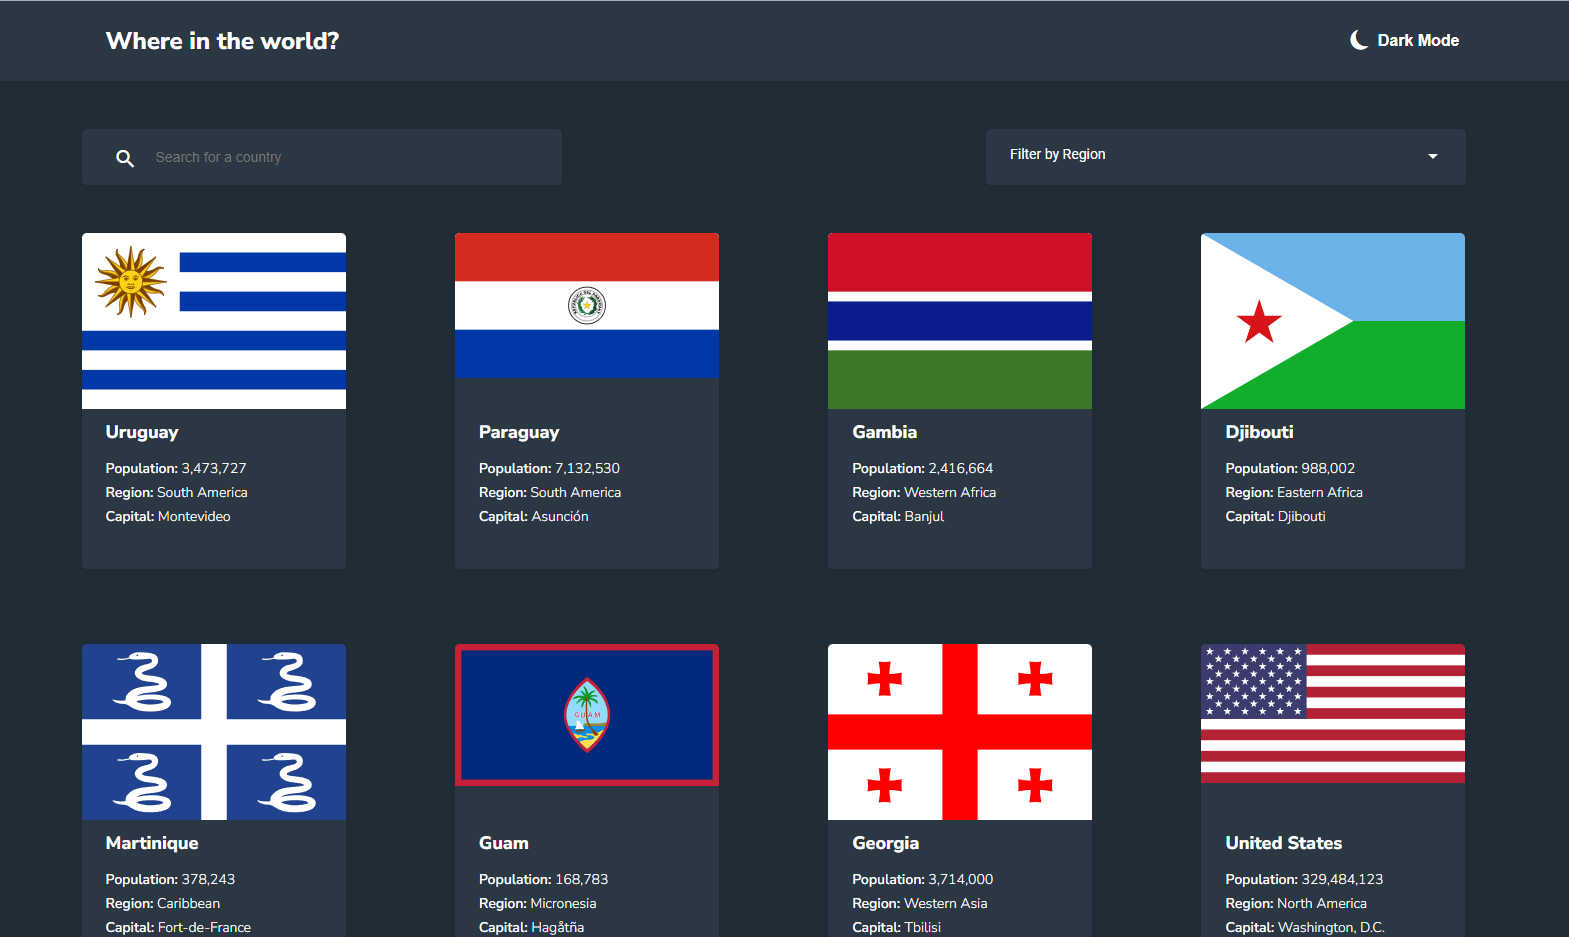 Where in the world?
Dark Mode
Search for a country
Filter by Region
Uruguay
Population: 3,473,727
Region: South America
Capital: Montevideo
Paraguay
Population: 7,132,530
Region: South America
Capital: Asunción
Gambia
Population: 2,416,664
Region: Western Africa
Capital: Banjul
Djibouti
Population: 988,002
Region: Eastern Africa
Capital: Djibouti
GUAM
Martinique
Population: 378,243
Region: Caribbean
Capital: Fort-de-France
Guam
Population: 168,783
Region: Micronesia
Capital: Hagåtña
Georgia
Population: 3,714,000
Region: Western Asia
Capital: Tbilisi
United States
Population: 329,484,123
Region: North America
Capital: Washington, D.C.